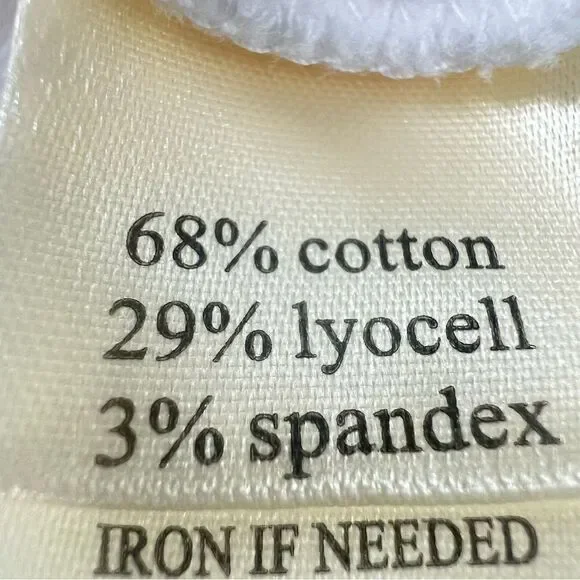 68% cotton
29% lyocell
3% spandex
IRON IF NEEDED